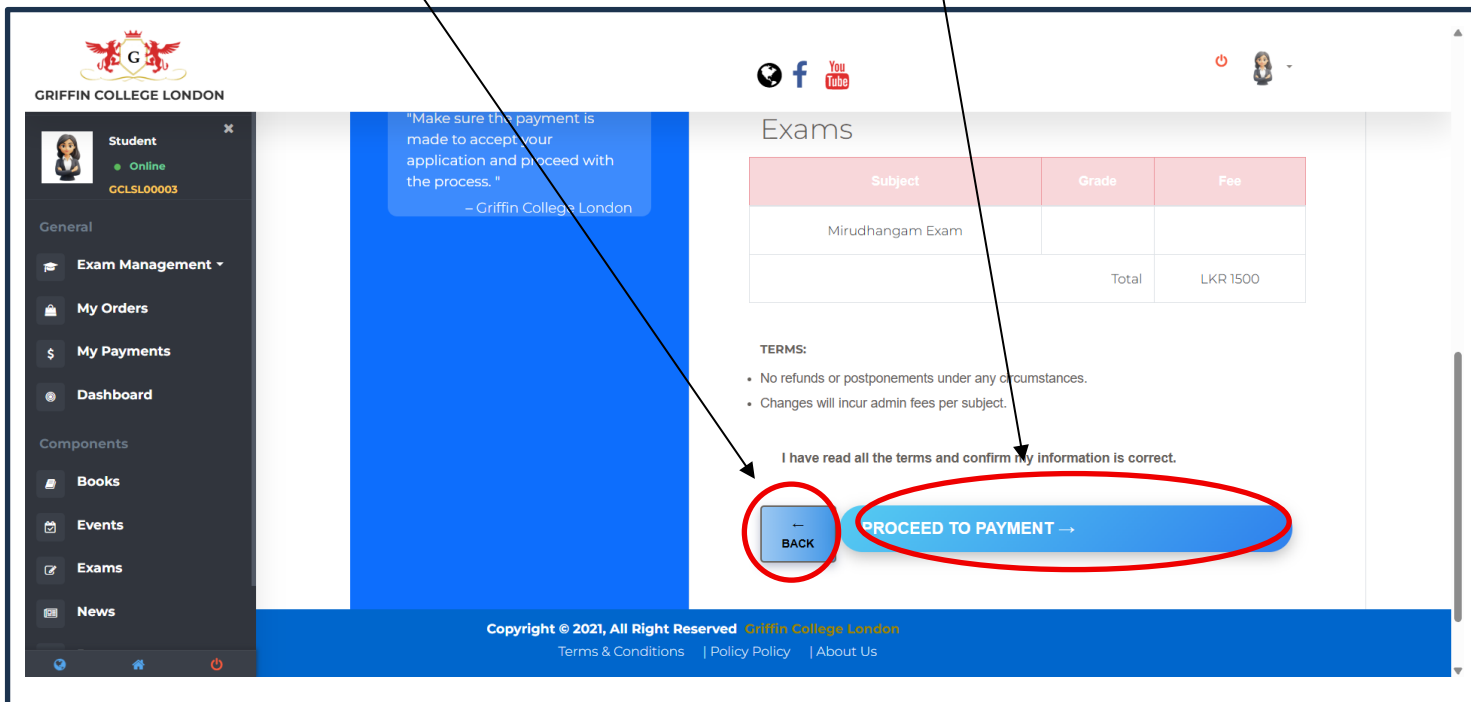 G
GRIFFIN COLLEGE LONDON
You
Tube
Student
Online
GCLSL00003
General
Exam Management
My Orders
$ My Payments
Dashboard
Components
Books
Events
Exams
News
"Make sure the payment is
made to accept your
application and proceed with
the process. "
– Griffin College London
Exams
Subject Grade Fee
Mirudhangam Exam
Total LKR 1500
TERMS:
• No refunds or postponements under any circumstances.
• Changes will incur admin fees per subject.
I have read all the terms and confirm my information is correct.
← BACK
PROCEED TO PAYMENT →
Copyright © 2021, All Right Reserved Griffin College London
Terms & Conditions | Policy Policy | About Us